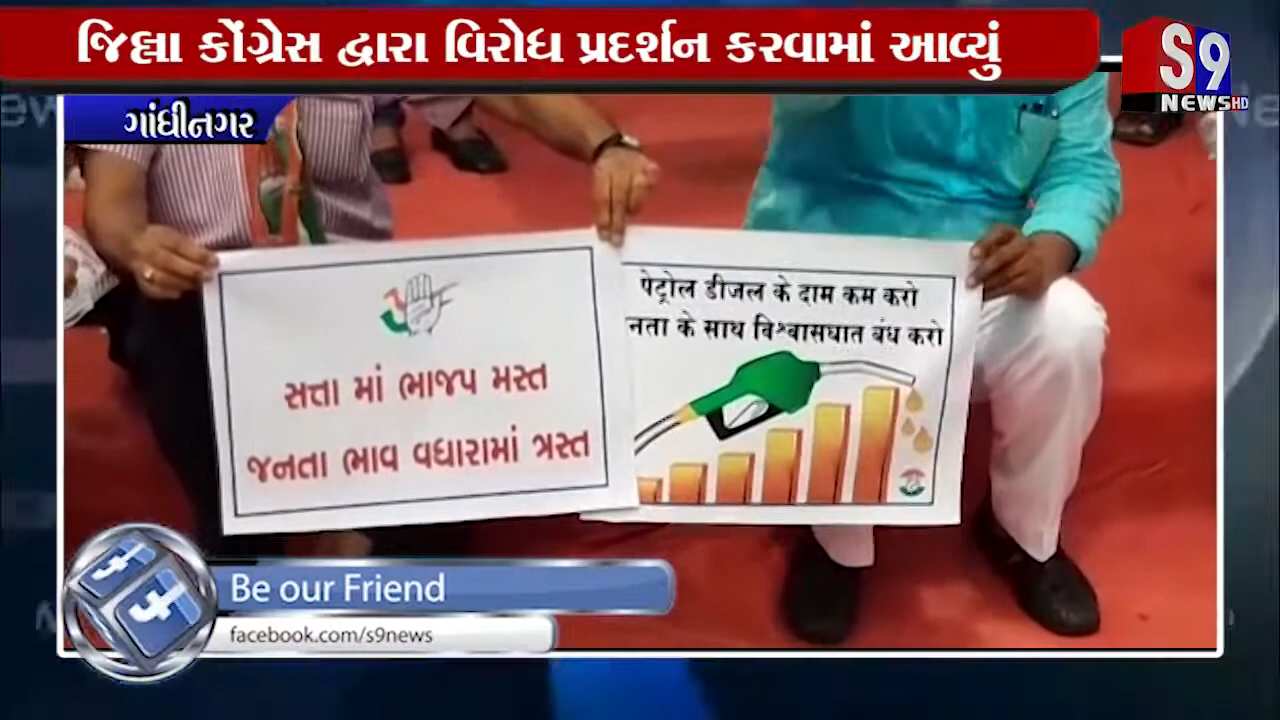 જિલ્લા કોંગ્રેસ દ્વારા વિરોધ પ્રદર્શન કરવામાં આવ્યું
S9
NEWS HD
ગાંધીનગર
સત્તા માં ભાજપ મસ્ત
જનતા ભાવ વધારામાં ત્રસ્ત
पेट्रोल डीजल के दाम कम करो
नता के साथ विश्वासघात बंध करो
Be our Friend
facebook.com/s9news